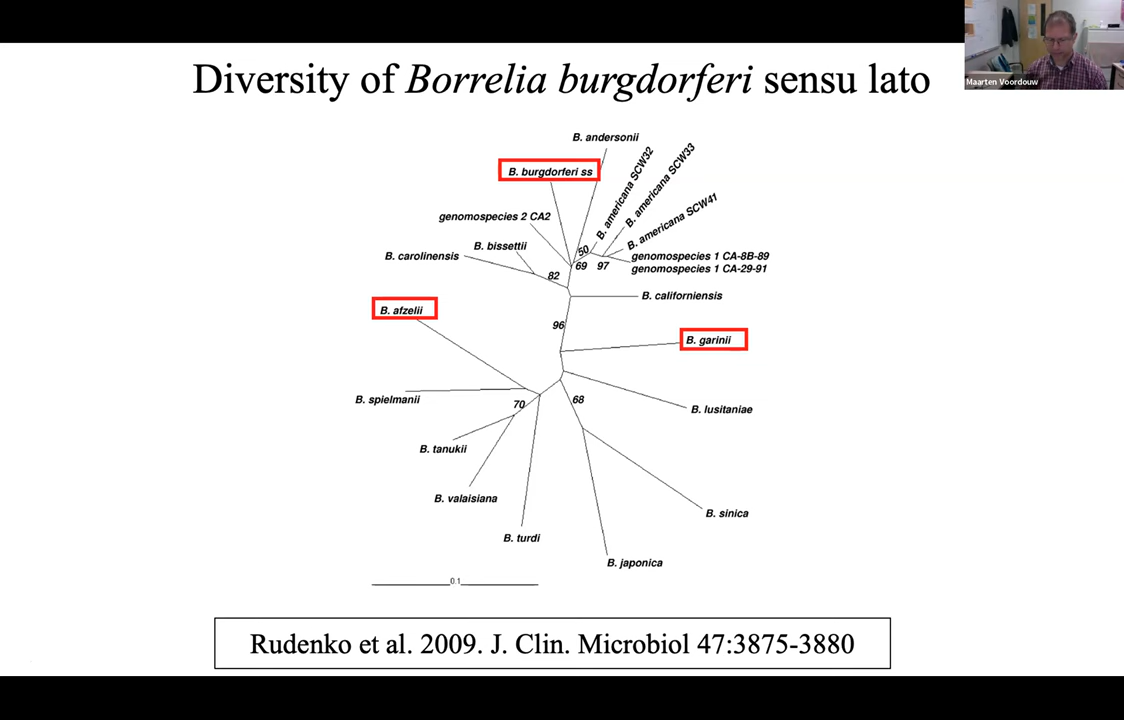 Maarten Voordouw
Diversity of Borrelia burgdorferi sensu lato
B. andersonii
B. burgdorferi ss
B. americana SCW32
B. americana SCW33
B. americana SCW41
genomospecies 2 CA2
B. bissettii
B. carolinensis
50
69
97
genomospecies 1 CA-8B-89
genomospecies 1 CA-29-91
82
B. californiensis
B. afzelii
96
B. garinii
B. spielmanii
70
68
B. lusitaniae
B. tanukii
B. valaisiana
B. sinica
B. turdi
B. japonica
0.1
Rudenko et al. 2009. J. Clin. Microbiol 47:3875-3880